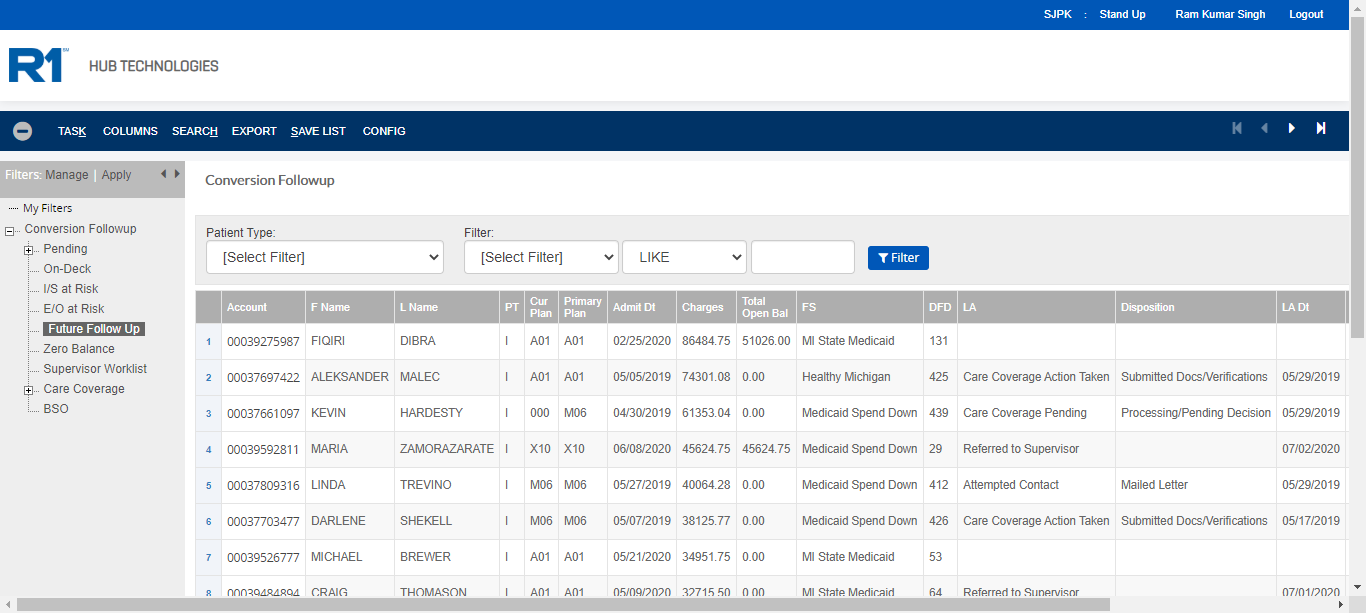 SJPK : Stand Up Ram Kumar Singh Logout
R1 SM HUB TECHNOLOGIES
TASK COLUMNS SEARCH EXPORT SAVE LIST CONFIG
Filters: Manage | Apply
My Filters
Conversion Followup
Pending
On-Deck
I/S at Risk
E/O at Risk
Future Follow Up
Zero Balance
Supervisor Worklist
Care Coverage
BSO
Conversion Followup
Patient Type: Filter:
[Select Filter] [Select Filter] LIKE Filter
Account F Name L Name PT Cur Plan Primary Plan Admit Dt Charges Total Open Bal FS DFD LA Disposition LA Dt
1 00039275987 FIQIRI DIBRA I A01 A01 02/25/2020 86484.75 51026.00 MI State Medicaid 131
2 00037697422 ALEKSANDER MALEC I A01 A01 05/05/2019 74301.08 0.00 Healthy Michigan 425 Care Coverage Action Taken Submitted Docs/Verifications 05/29/2019
3 00037661097 KEVIN HARDESTY I 000 M06 04/30/2019 61353.04 0.00 Medicaid Spend Down 439 Care Coverage Pending Processing/Pending Decision 05/29/2019
4 00039592811 MARIA ZAMORAZARATE I X10 X10 06/08/2020 45624.75 45624.75 Medicaid Spend Down 29 Referred to Supervisor 07/02/2020
5 00037809316 LINDA TREVINO I M06 M06 05/27/2019 40064.28 0.00 Medicaid Spend Down 412 Attempted Contact Mailed Letter 05/29/2019
6 00037703477 DARLENE SHEKELL I M06 M06 05/07/2019 38125.77 0.00 Medicaid Spend Down 426 Care Coverage Action Taken Submitted Docs/Verifications 05/17/2019
7 00039526777 MICHAEL BREWER I A01 A01 05/21/2020 34951.75 0.00 MI State Medicaid 53
8 00039484894 CRAIG THOMASON I A01 A01 05/09/2020 32715.50 0.00 MI State Medicaid 64 Referred to Supervisor 07/01/2020